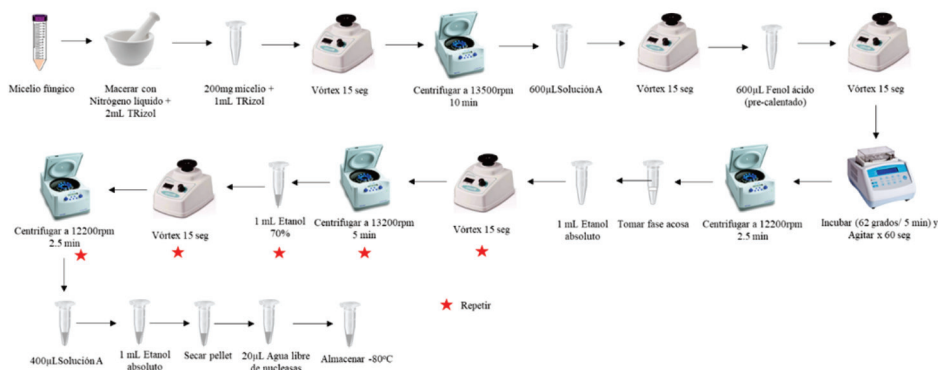 Micelio fúngico
Macerar con
Nitrógeno líquido +
2mL TRizol
200mg micelio +
1mL TRizol
Vórtex 15 seg
Centrifugar a 13500rpm
10 min
600µLSolución A
Vórtex 15 seg
600µL Fenol ácido
(pre-calentado)
Vórtex 15 seg
Incubar (62 grados/ 5 min) y
Agitar x 60 seg
Centrifugar a 12200rpm
2.5 min
Tomar fase acosa
1 mL Etanol
absoluto
Vórtex 15 seg
Centrifugar a 13200rpm
5 min
1 mL Etanol
70%
Vórtex 15 seg
Centrifugar a 12200rpm
2.5 min
Repetir
400µLSolución A
1 mL Etanol
absoluto
Secar pellet
20µL Agua libre
de nucleasas
Almacenar -80ºC